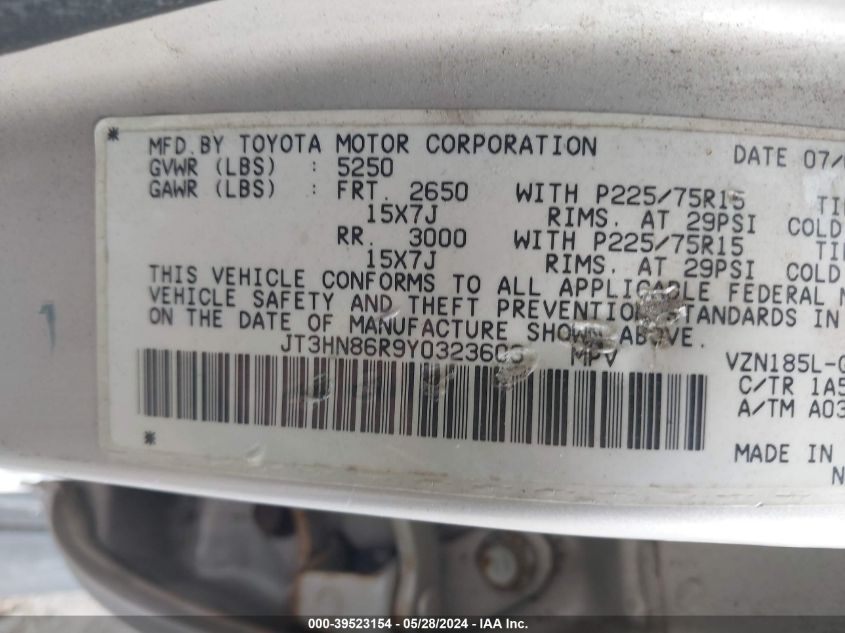 * MFD. BY TOYOTA MOTOR CORPORATION DATE 07/
GVWR (LBS) : 5250
GAWR (LBS) : FRT. 2650 WITH P225/75R15
15X7J RIMS. AT 29PSI COLD
RR. 3000 WITH P225/75R15
15X7J RIMS. AT 29PSI COLD
THIS VEHICLE CONFORMS TO ALL APPLICABLE FEDERAL
VEHICLE SAFETY AND THEFT PREVENTION STANDARDS IN
ON THE DATE OF MANUFACTURE SHOWN ABOVE.
JT3HN86R9Y0323606 MPV VZN185L-
C/TR 1A5
A/TM A03
* MADE IN
1
000-39523154 - 05/28/2024 - IAA Inc.